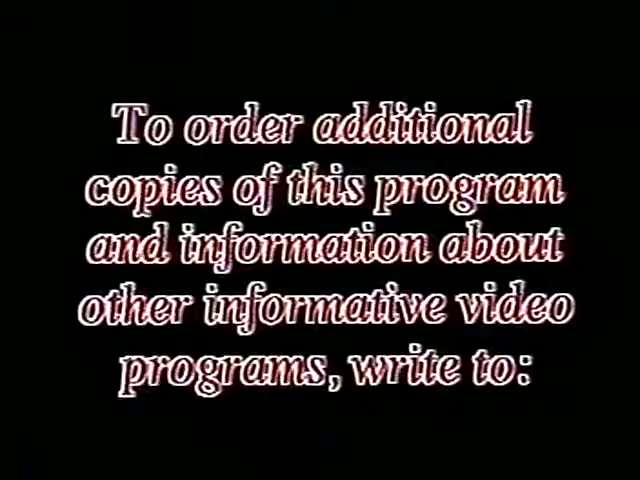 To order additional
copies of this program
and information about
other informative video
programs, write to: